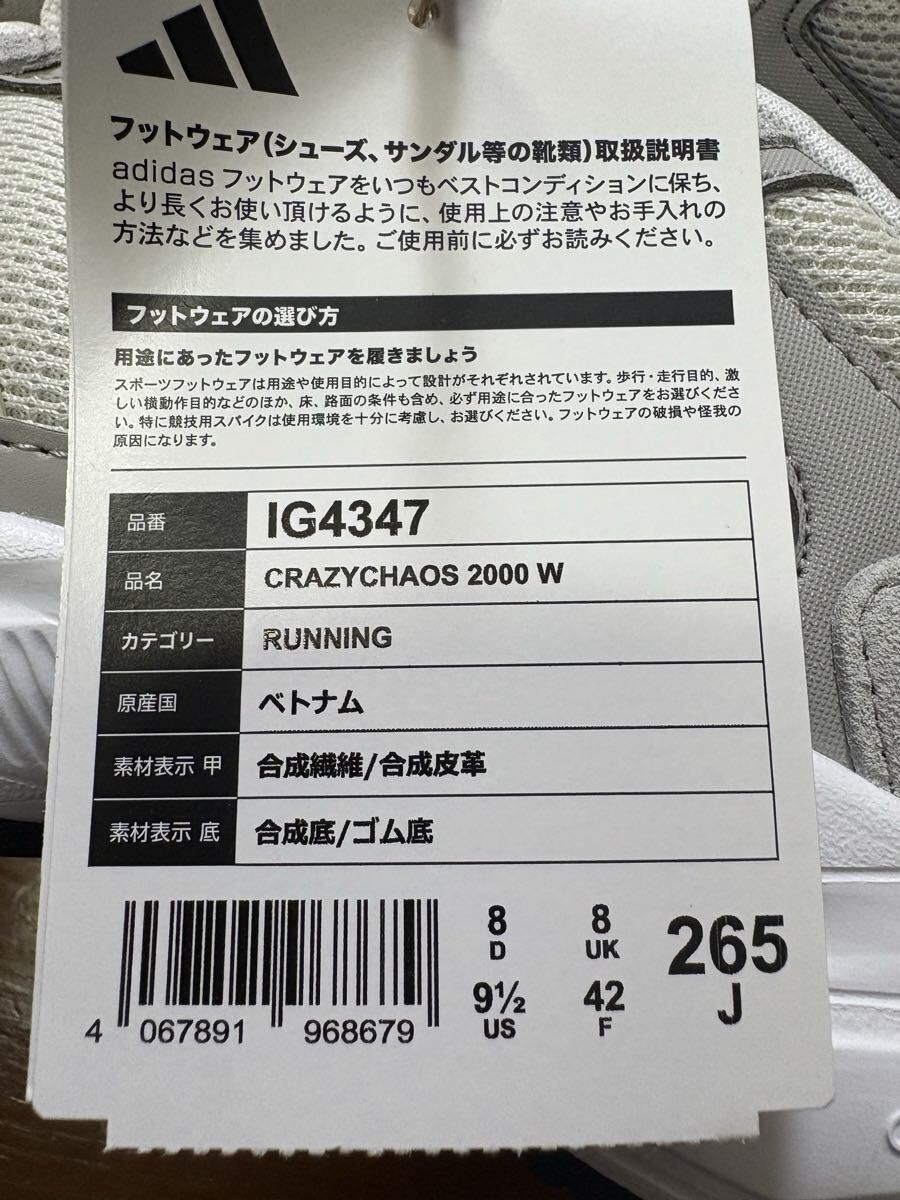 フットウェア(シューズ、サンダル等の靴類)取扱説明書
adidas フットウェアをいつもベストコンディションに保ち、
より長くお使い頂けるように、使用上の注意やお手入れの
方法などを集めました。ご使用前に必ずお読みください。
フットウェアの選び方
用途にあったフットウェアを履きましょう
スポーツフットウェアは用途や使用目的によって設計がそれぞれされています。歩行・走行目的、激
しい横動作目的などのほか、床、路面の条件も含め、必ず用途に合ったフットウェアをお選びくださ
い。特に競技用スパイクは使用環境を十分に考慮し、お選びください。フットウェアの破損や怪我の
原因になります。
品番 IG4347
品名 CRAZYCHAOS 2000 W
カテゴリー RUNNING
原産国 ベトナム
素材表示 甲 合成繊維/合成皮革
素材表示 底 合成底/ゴム底
8 8 265
D UK J
9½ 42
US F
4 067891 968679